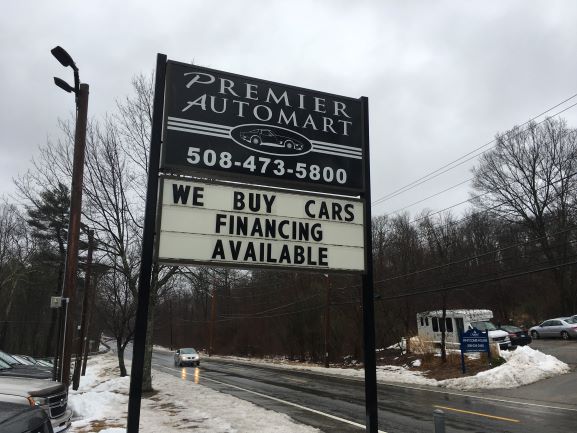 PREMIER
AUTOMART
508-473-5800
WE BUY CARS
FINANCING
AVAILABLE